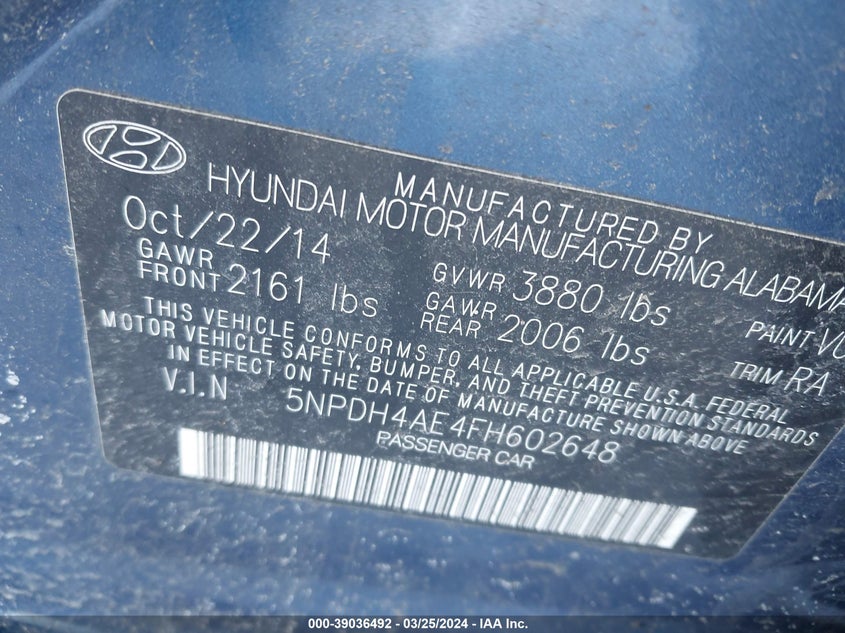 MANUFACTURED BY
HYUNDAI MOTOR MANUFACTURING ALABAMA
Oct/22/14
GAWR FRONT 2161 lbs
GVWR 3880 lbs
GAWR REAR 2006 lbs
PAINT VU
TRIM RA
THIS VEHICLE CONFORMS TO ALL APPLICABLE U.S.A. FEDERAL
MOTOR VEHICLE SAFETY, BUMPER, AND THEFT PREVENTION STANDARDS
IN EFFECT ON THE DATE OF MANUFACTURE SHOWN ABOVE
V.I.N 5NPDH4AE4FH602648
PASSENGER CAR
000-39036492 - 03/25/2024 - IAA Inc.